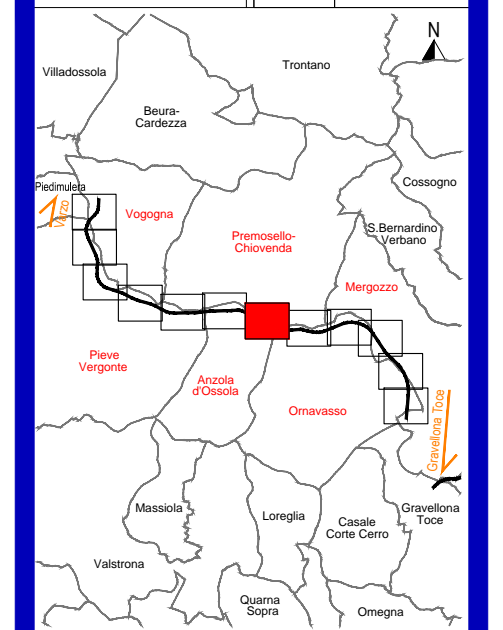 N
Trontano
Villadossola
Beura-
Cardezza
Cossogno
Piedimulera
Varzo
Vogogna
S.Bernardino
Verbano
Premosello-
Chiovenda
Mergozzo
Pieve
Vergonte
Anzola
d'Ossola
Ornavasso
Gravellona Toce
Massiola
Loreglia
Casale
Corte Cerro
Gravellona
Toce
Valstrona
Quarna
Sopra
Omegna